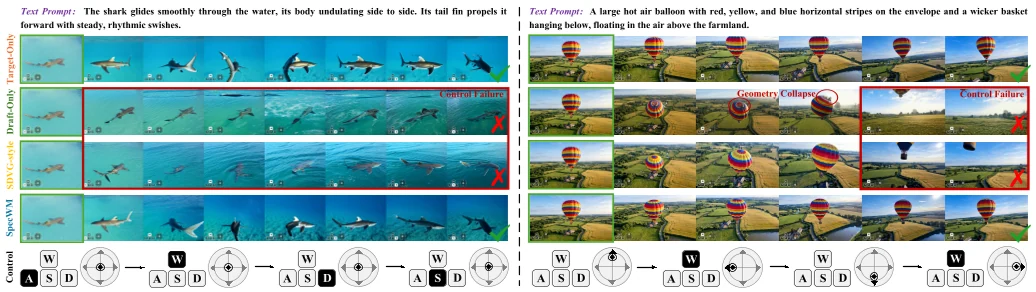 Text Prompt: The shark glides smoothly through the water, its body undulating side to side. Its tail fin propels it
forward with steady, rhythmic swishes.
Text Prompt: A large hot air balloon with red, yellow, and blue horizontal stripes on the envelope and a wicker basket
hanging below, floating in the air above the farmland.
Target-Only
Draft-Only
Control Failure
Geometry Collapse
Control Failure
SDVG-style
SpecWM
Control
W
A S D
W
A S D
W
A S D
W
A S D
W
A S D
W
A S D
W
A S D
W
A S D